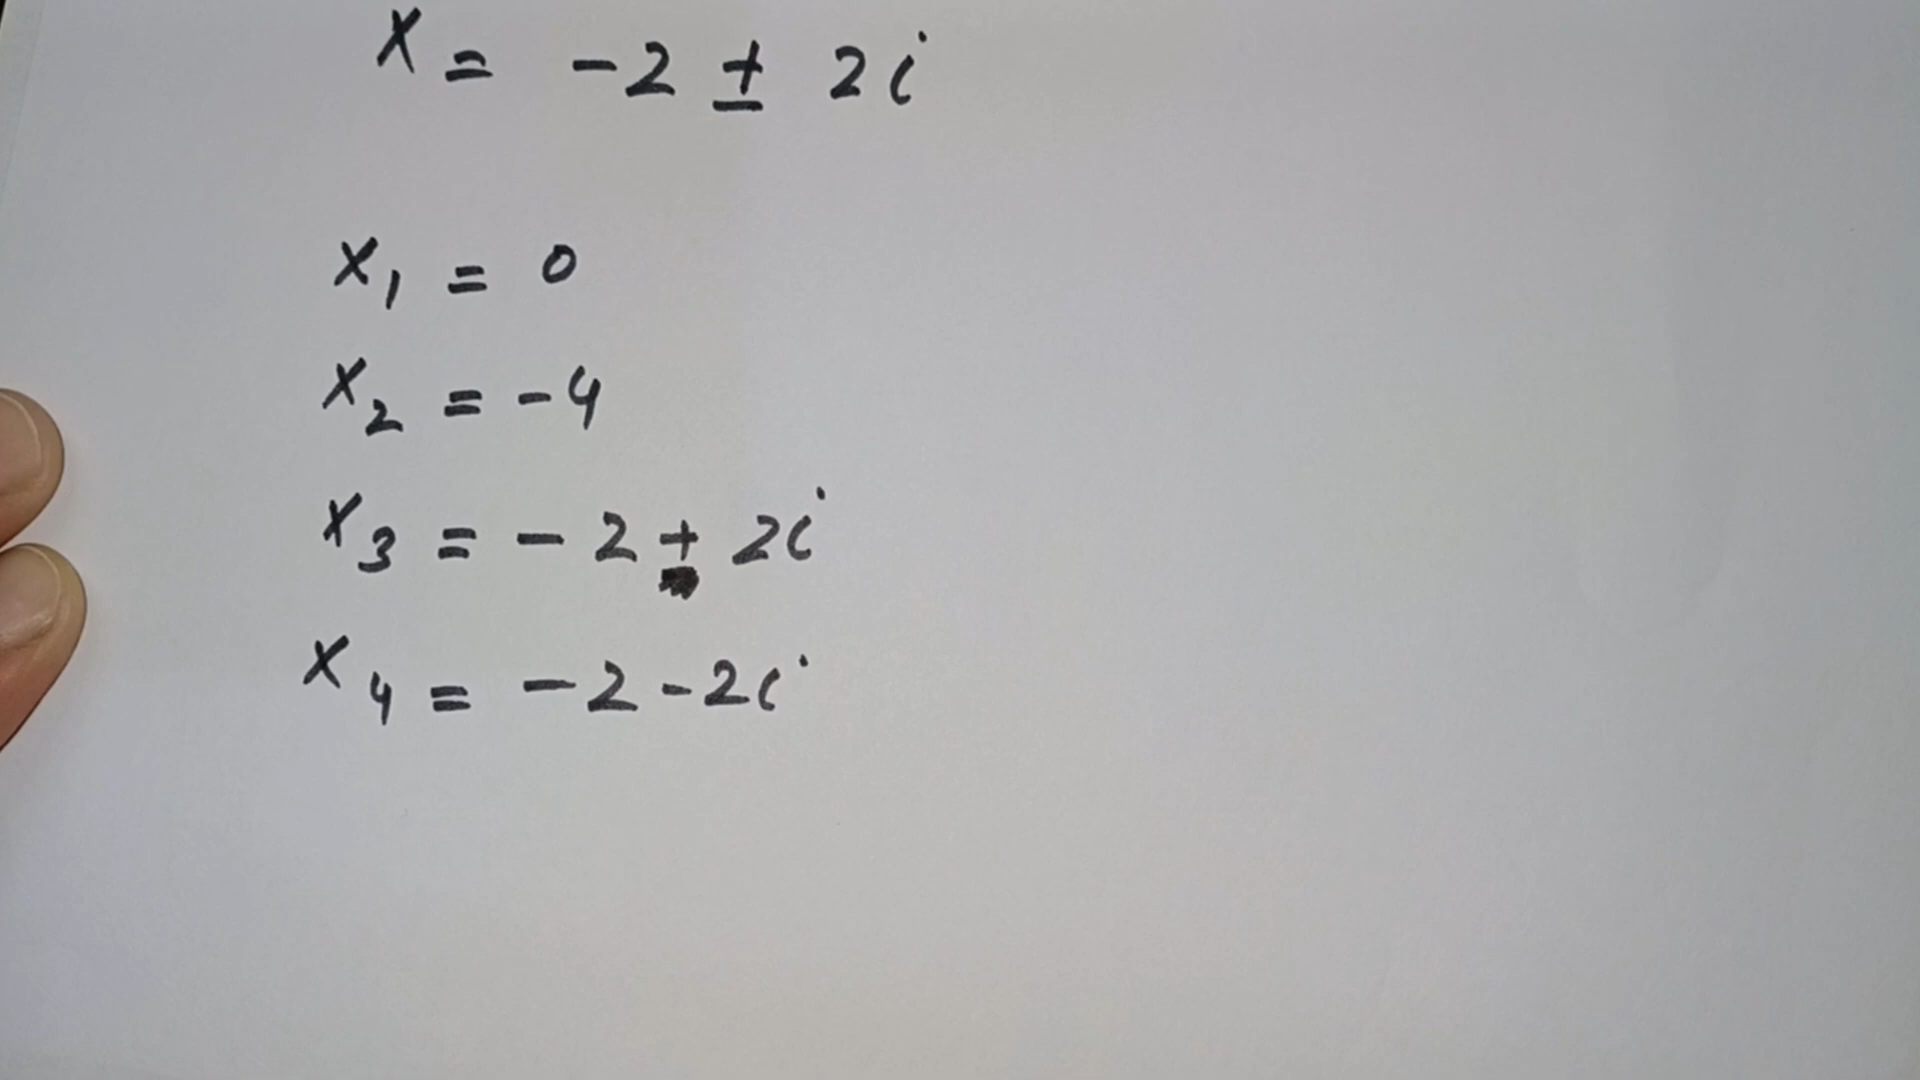 x = -2 ± 2i
x₁ = 0
x₂ = -4
x₃ = -2 + 2i
x₄ = -2 - 2i